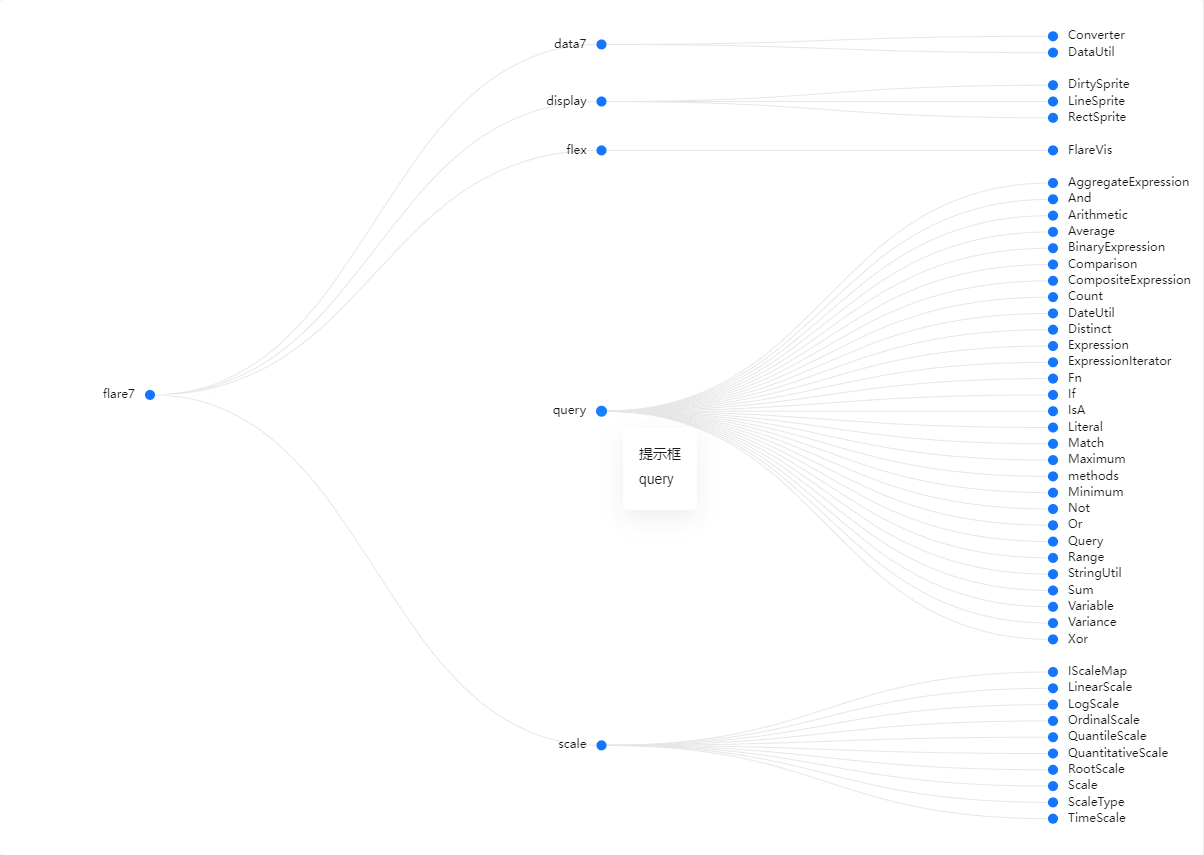 flare7
data7
Converter
DataUtil
display
DirtySprite
LineSprite
RectSprite
flex
FlareVis
query
提示框
query
AggregateExpression
And
Arithmetic
Average
BinaryExpression
Comparison
CompositeExpression
Count
DateUtil
Distinct
Expression
ExpressionIterator
Fn
If
IsA
Literal
Match
Maximum
methods
Minimum
Not
Or
Query
Range
StringUtil
Sum
Variable
Variance
Xor
scale
IScaleMap
LinearScale
LogScale
OrdinalScale
QuantileScale
QuantitativeScale
RootScale
Scale
ScaleType
TimeScale